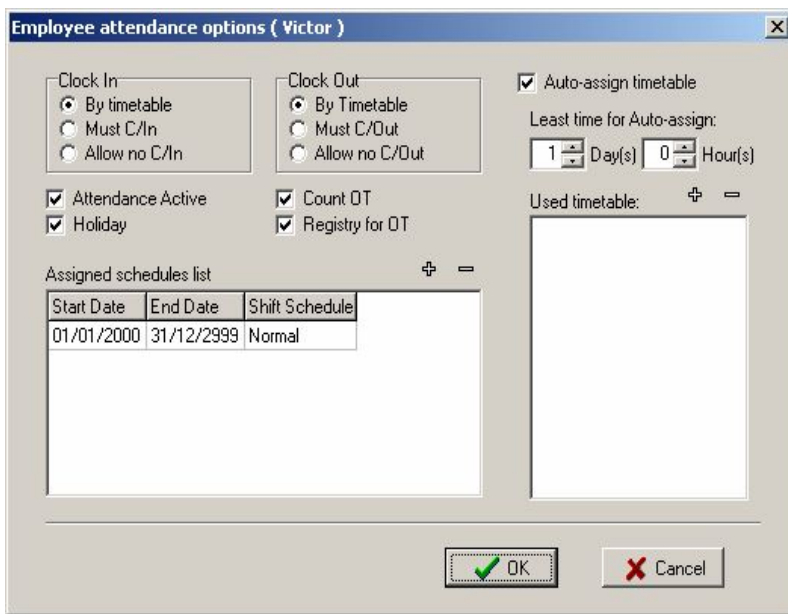 Employee attendance options ( Victor )
Clock In
By timetable
Must C/In
Allow no C/In
Clock Out
By Timetable
Must C/Out
Allow no C/Out
Auto-assign timetable
Least time for Auto-assign:
1 Day(s) 0 Hour(s)
Attendance Active
Holiday
Count OT
Registry for OT
Used timetable:
Assigned schedules list
Start Date End Date Shift Schedule
01/01/2000 31/12/2999 Normal
OK Cancel